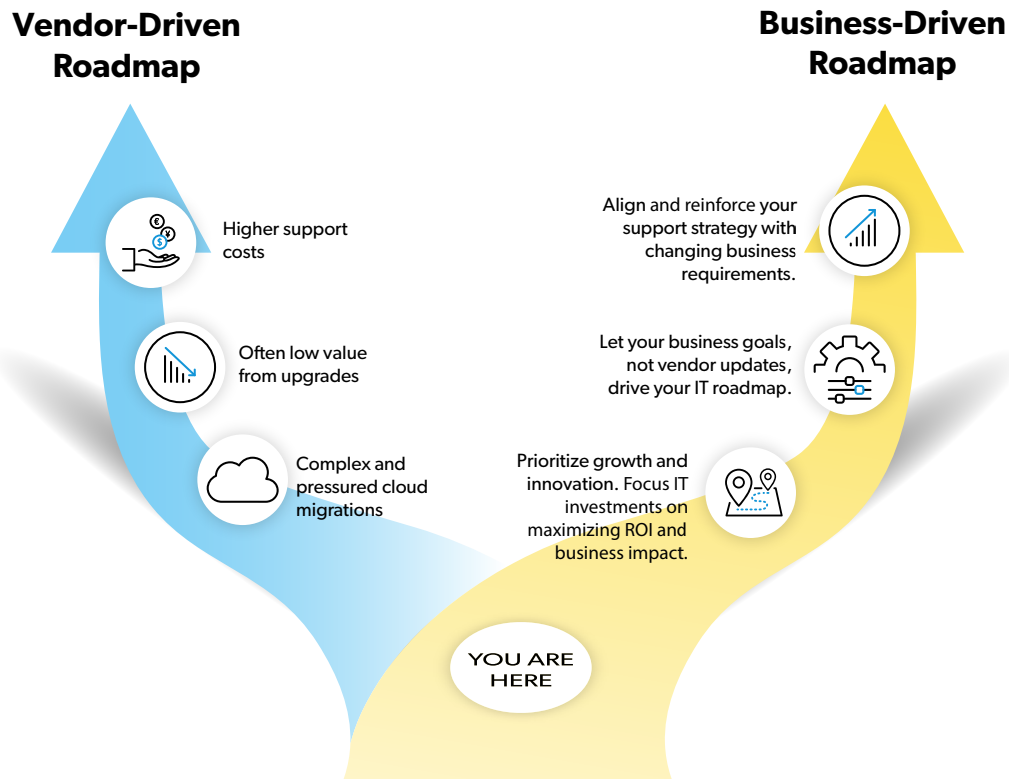 Vendor-Driven
Roadmap
Business-Driven
Roadmap
Higher support
costs
Often low value
from upgrades
Complex and
pressured cloud
migrations
Align and reinforce your
support strategy with
changing business
requirements.
Let your business goals,
not vendor updates,
drive your IT roadmap.
Prioritize growth and
innovation. Focus IT
investments on
maximizing ROI and
business impact.
YOU ARE
HERE
€
¥
$